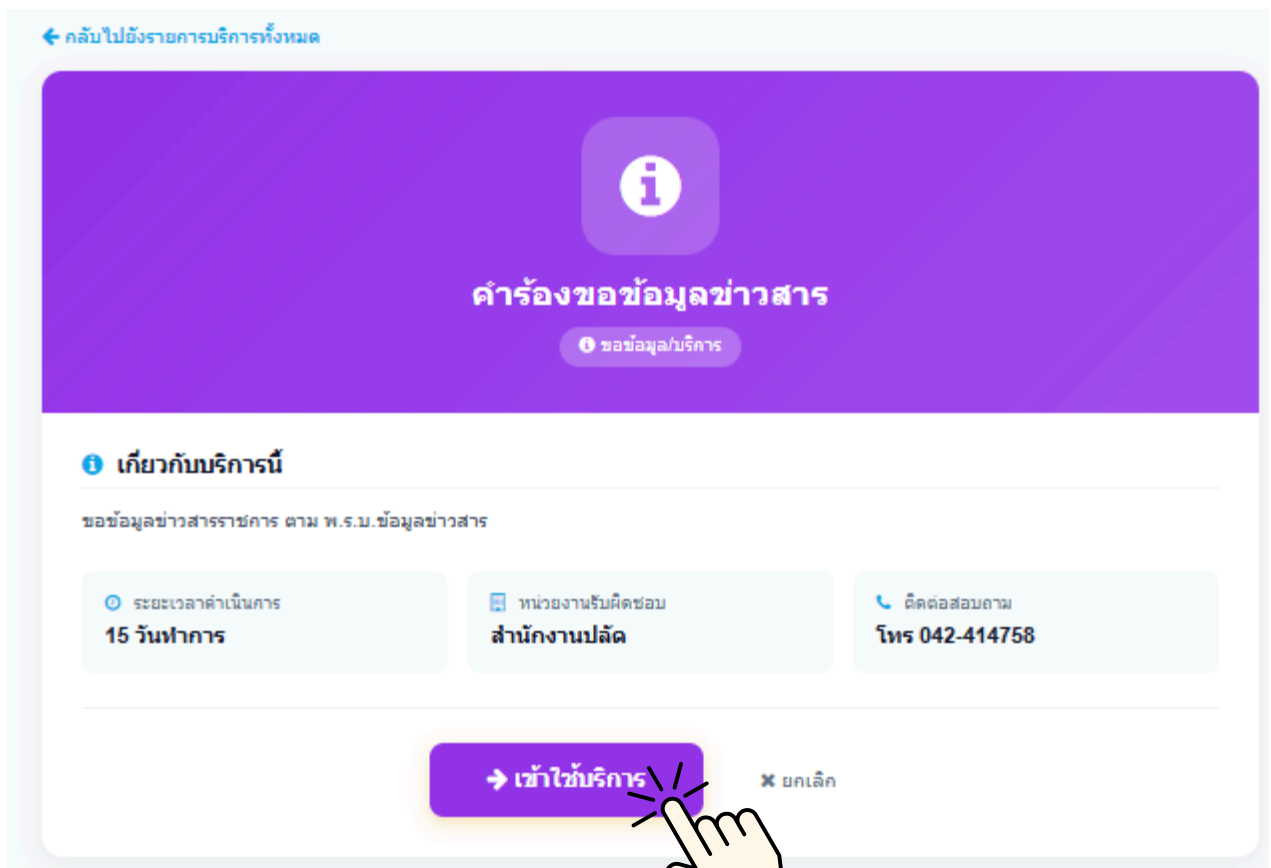 กลับไปยังรายการบริการทั้งหมด
คำร้องขอข้อมูลข่าวสาร
ขอข้อมูล/บริการ
เกี่ยวกับบริการนี้
ขอข้อมูลข่าวสารราชการ ตาม พ.ร.บ.ข้อมูลข่าวสาร
ระยะเวลาดำเนินการ
15 วันทำการ
หน่วยงานรับผิดชอบ
สำนักงานปลัด
ติดต่อสอบถาม
โทร 042-414758
เข้าใช้บริการ
ยกเลิก